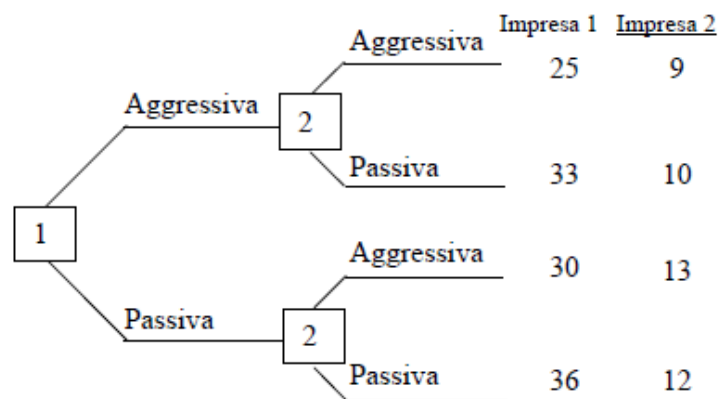 Impresa 1 Impresa 2
Aggressiva 25 9
Aggressiva
2
Passiva 33 10
1
Aggressiva 30 13
Passiva
2
Passiva 36 12